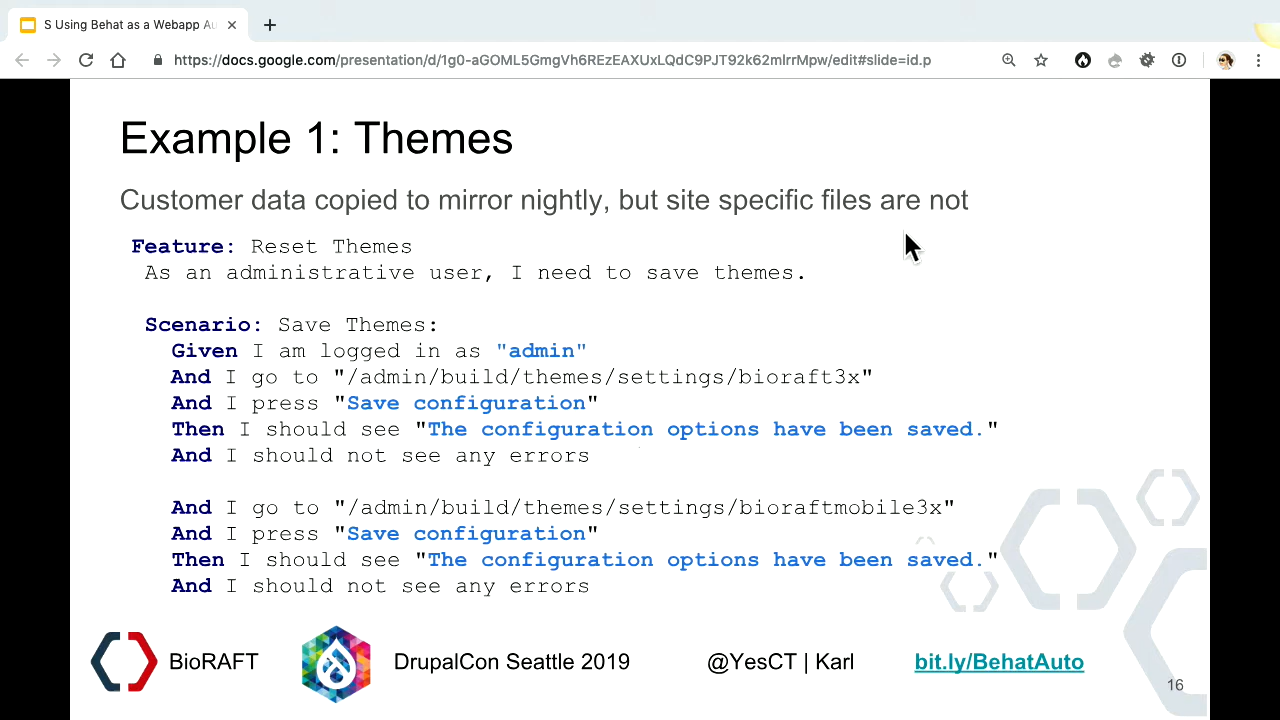 S Using Behat as a Webapp Au
https://docs.google.com/presentation/d/1g0-aGOML5GmgVh6REzEAXUxLQdC9PJT92k62mIrrMpw/edit#slide=id.p
Example 1: Themes
Customer data copied to mirror nightly, but site specific files are not
Feature: Reset Themes
As an administrative user, I need to save themes.
Scenario: Save Themes:
Given I am logged in as "admin"
And I go to "/admin/build/themes/settings/bioraft3x"
And I press "Save configuration"
Then I should see "The configuration options have been saved."
And I should not see any errors
And I go to "/admin/build/themes/settings/bioraftmobile3x"
And I press "Save configuration"
Then I should see "The configuration options have been saved."
And I should not see any errors
BioRAFT
DrupalCon Seattle 2019
@YesCT | Karl
bit.ly/BehatAuto
16